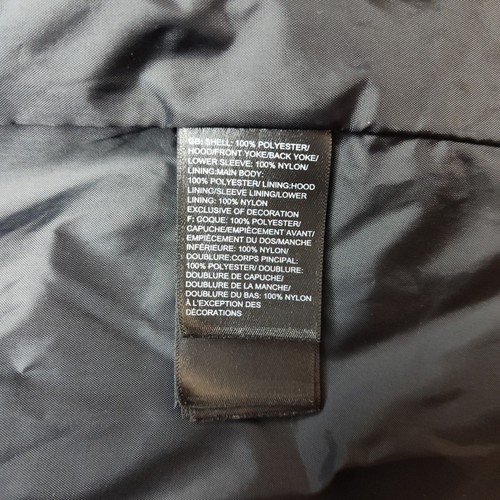 GB: SHELL: 100% POLYESTER/
HOOD/FRONT YOKE/BACK YOKE/
LOWER SLEEVE: 100% NYLON/
LINING:MAIN BODY:
100% POLYESTER/ LINING:HOOD
LINING/SLEEVE LINING/LOWER
LINING: 100% NYLON
EXCLUSIVE OF DECORATION
F: COQUE: 100% POLYESTER/
CAPUCHE/EMPIÈCEMENT AVANT/
EMPIÈCEMENT DU DOS/MANCHE
INFÉRIEURE: 100% NYLON/
DOUBLURE:CORPS PINCIPAL:
100% POLYESTER/ DOUBLURE:
DOUBLURE DE CAPUCHE/
DOUBLURE DE LA MANCHE/
DOUBLURE DU BAS: 100% NYLON
À L'EXCEPTION DES
DÉCORATIONS